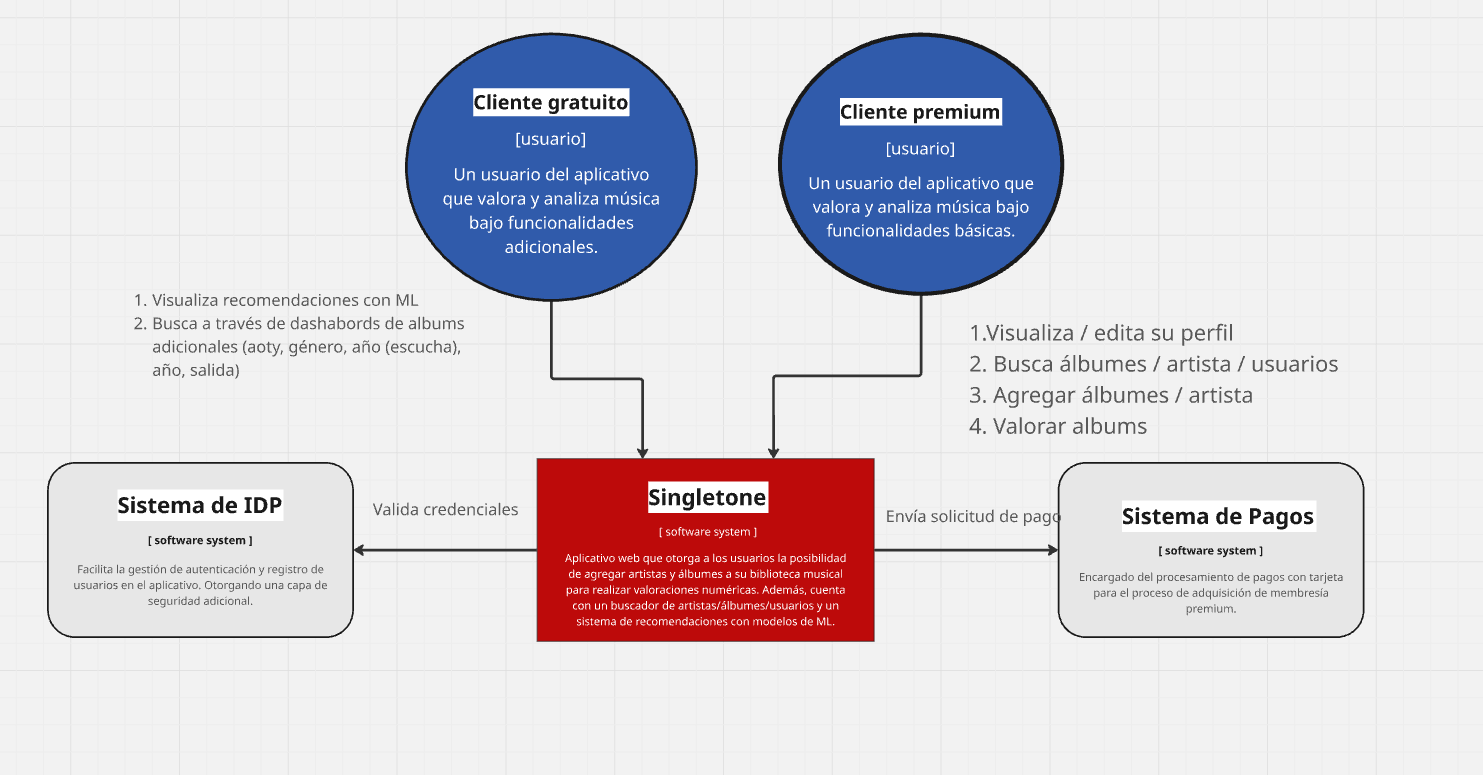 Cliente gratuito
[usuario]
Un usuario del aplicativo
que valora y analiza música
bajo funcionalidades
adicionales.
Cliente premium
[usuario]
Un usuario del aplicativo que
valora y analiza música bajo
funcionalidades básicas.
1. Visualiza recomendaciones con ML
2. Busca a través de dashabords de albums
adicionales (aoty, género, año (escucha),
año, salida)
1.Visualiza / edita su perfil
2. Busca álbumes / artista / usuarios
3. Agregar álbumes / artista
4. Valorar albums
Sistema de IDP
[ software system ]
Facilita la gestión de autenticación y registro de
usuarios en el aplicativo. Otorgando una capa de
seguridad adicional.
Valida credenciales
Singletone
[ software system ]
Aplicativo web que otorga a los usuarios la posibilidad
de agregar artistas y álbumes a su biblioteca musical
para realizar valoraciones numéricas. Además, cuenta
con un buscador de artistas/álbumes/usuarios y un
sistema de recomendaciones con modelos de ML.
Envía solicitud de pago
Sistema de Pagos
[ software system ]
Encargado del procesamiento de pagos con tarjeta
para el proceso de adquisición de membresía
premium.